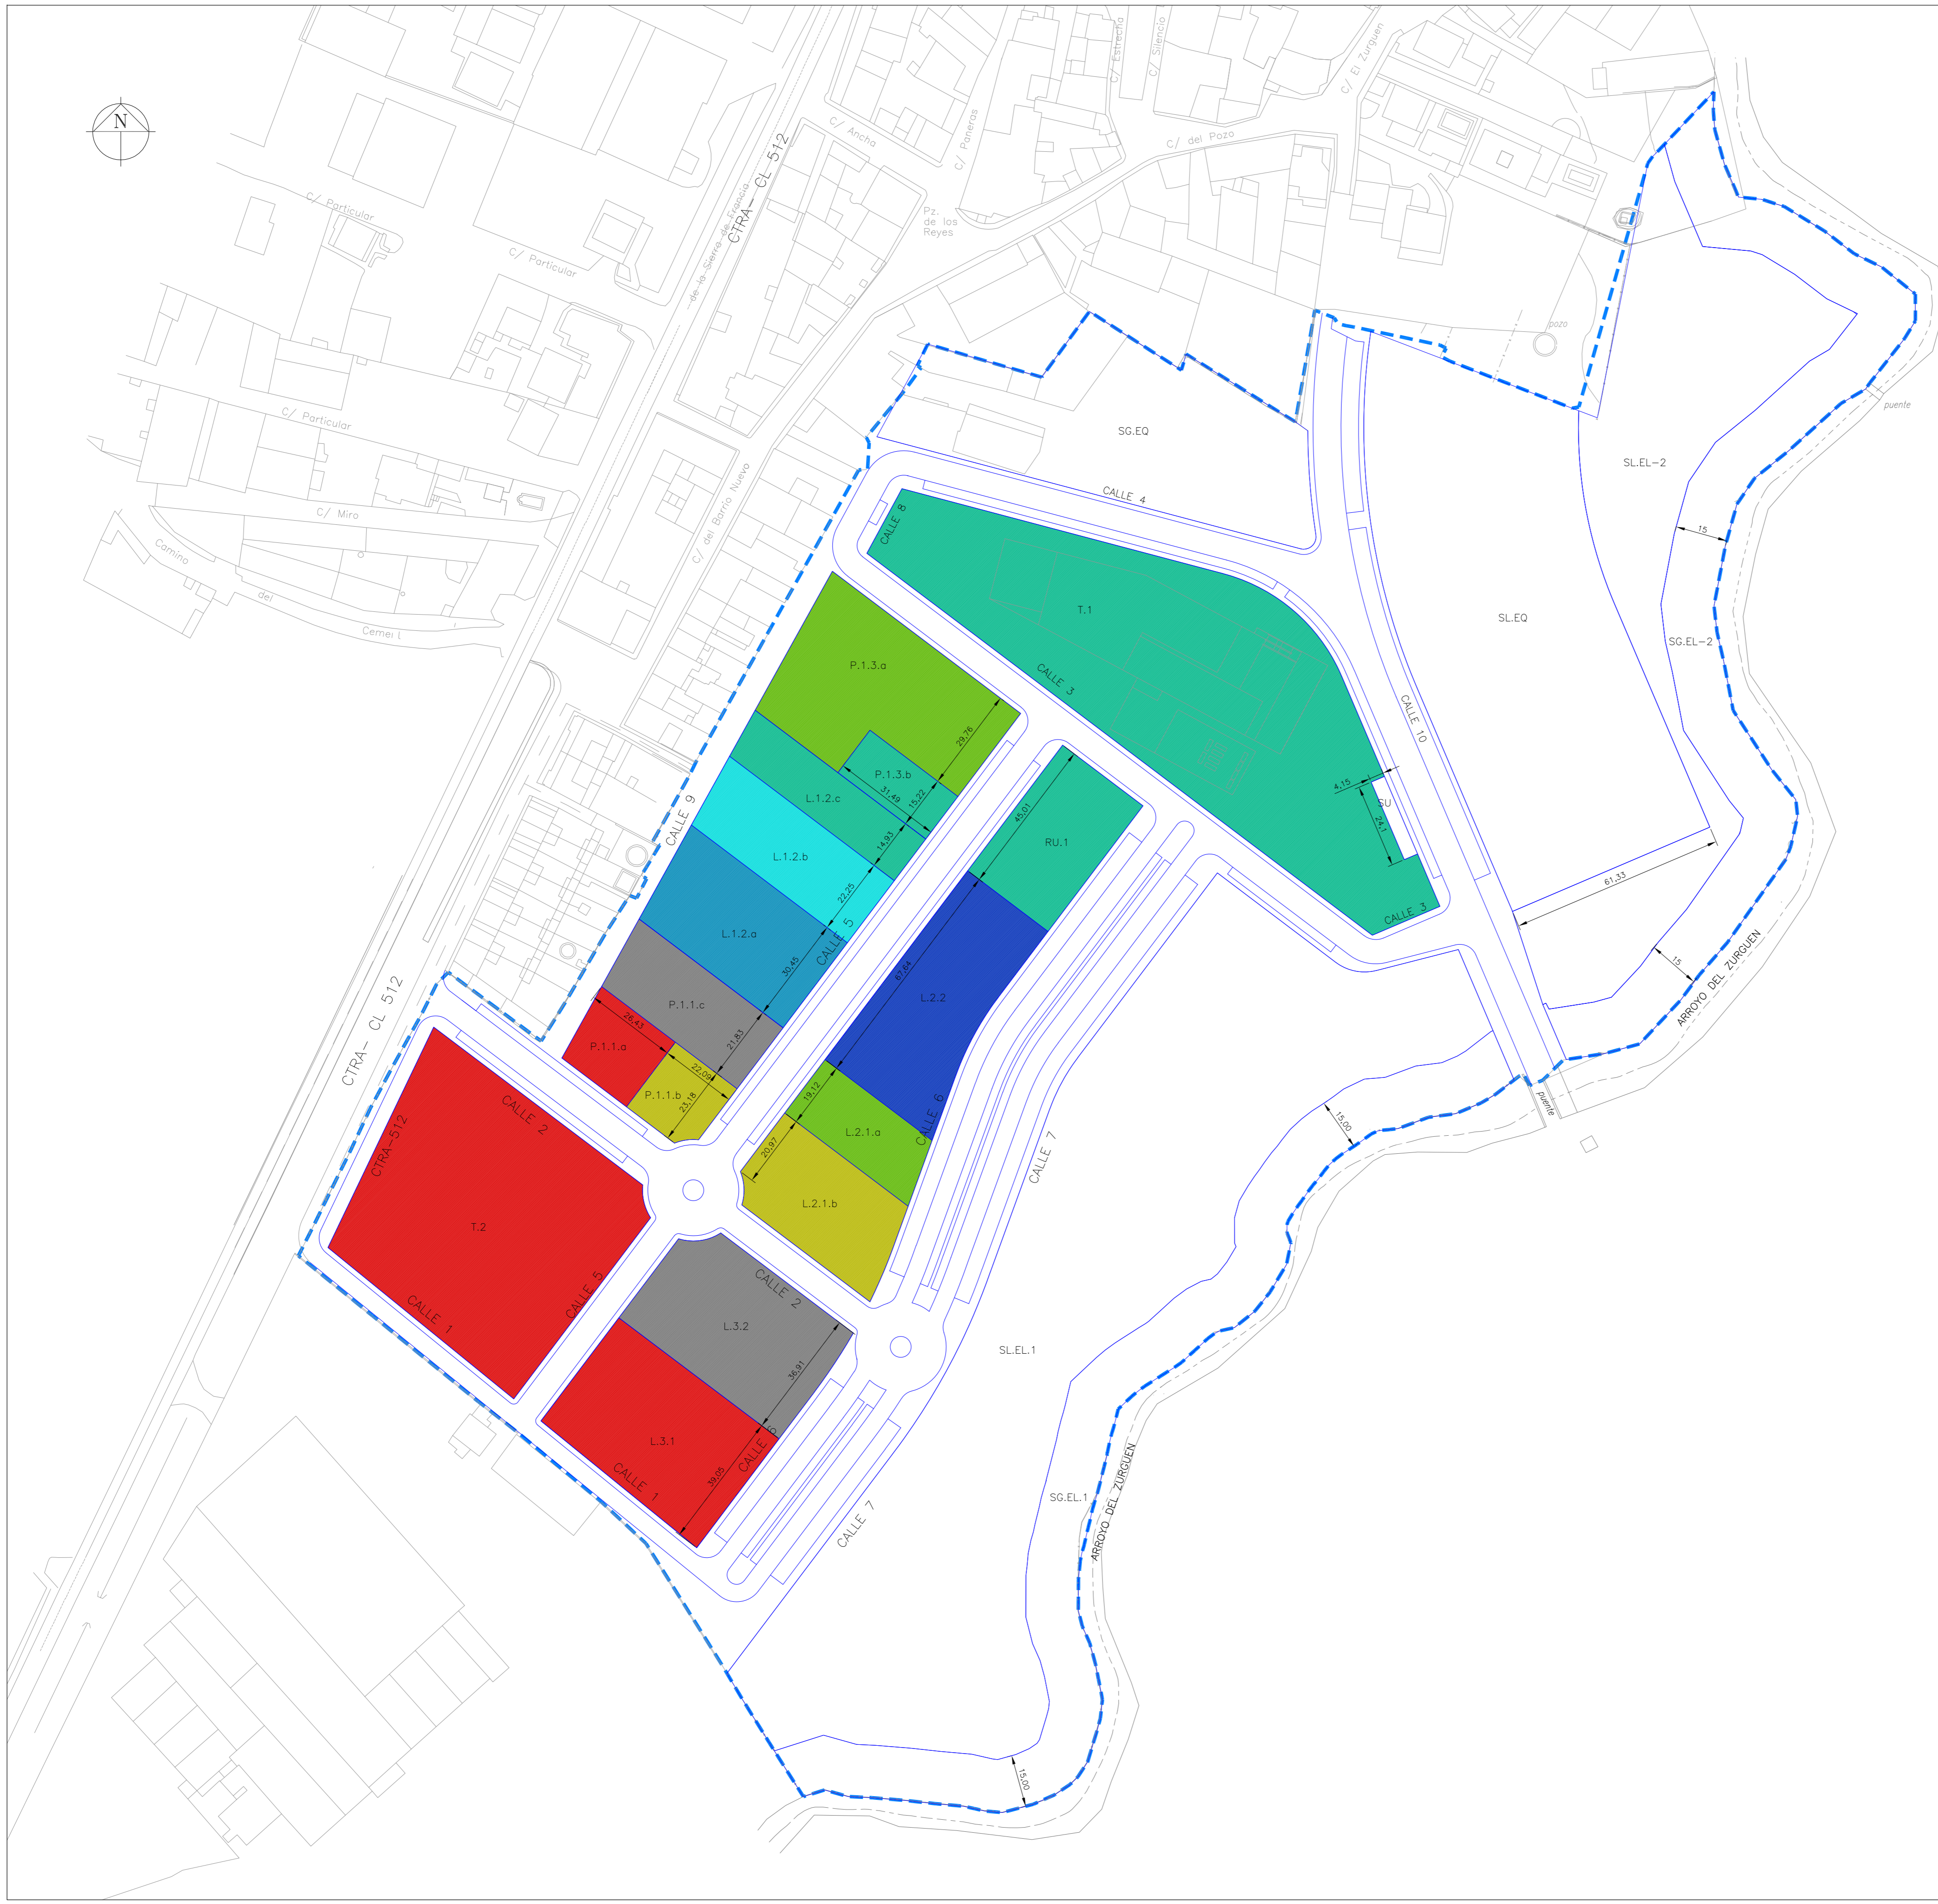 N
C/ Estrecha
C/ Silencio
C/ El Zurguen
C/ Ancha
C/ Paneras
C/ del Pozo
CTRA- CL 512
de la Sierra de Francia
C/ Particular
Pz.
de los
Reyes
C/ Particular
pozo
puente
C/ Particular
SG.EQ
SL.EL-2
C/ del Barrio Nuevo
CALLE 4
C/ Miro
CALLE 8
15
Camino
del
T.1
SL.EQ
SG.EL-2
P.1.3.a
CALLE 3
CALLE 10
29,76
P.1.3.b
31,49
15,22
L.1.2.c
4,15
SU
24,1
CALLE 9
45,01
RU.1
14,93
L.1.2.b
61,33
22,25
CALLE 5
CALLE 3
L.1.2.a
30,45
67,64
15
ARROYO DEL ZURGUEN
L.2.2
P.1.1.c
CTRA- CL 512
26,43
21,83
P.1.1.a
22,09
P.1.1.b
23,18
19,12
puente
15,00
CALLE 2
CTRA-512
L.2.1.a
CALLE 6
20,97
CALLE 7
L.2.1.b
T.2
CALLE 5
CALLE 2
CALLE 1
L.3.2
36,91
SL.EL.1
L.3.1
CALLE 6
39,05
CALLE 1
SG.EL.1
ARROYO DEL ZURGUEN
CALLE 7
15,00